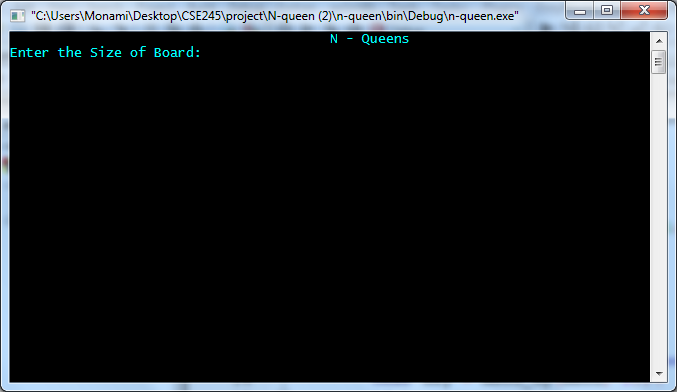 "C:\Users\Monami\Desktop\CSE245\project\N-queen (2)\n-queen\bin\Debug\n-queen.exe"
N - Queens
Enter the Size of Board: